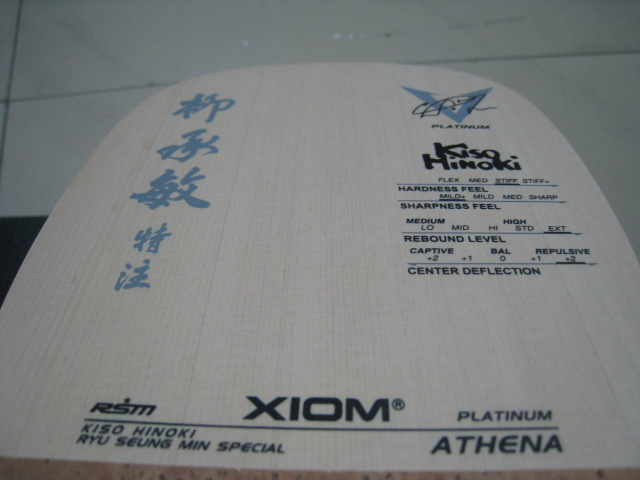 柳承敏
特注
PLATINUM
Kiso
HINOKI
FLEX MED STIFF STIFF+
HARDNESS FEEL
MILD+ MILD MED SHARP
SHARPNESS FEEL
MEDIUM HIGH
LO MID HI STD EXT
REBOUND LEVEL
CAPTIVE BAL REPULSIVE
+2 +1 0 +1 +2
CENTER DEFLECTION
RSM
KISO HINOKI
RYU SEUNG MIN SPECIAL
XIOM®
PLATINUM
ATHENA